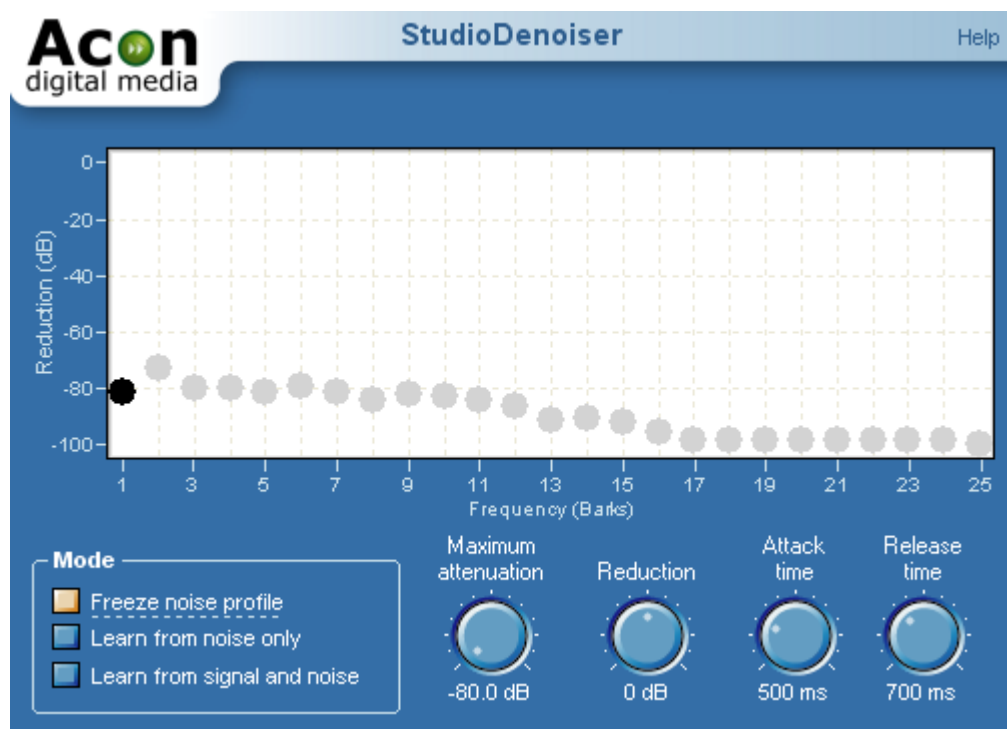 Acon
digital media
StudioDenoiser
Help
Reduction (dB)
0
-20
-40
-60
-80
-100
1 3 5 7 9 11 13 15 17 19 21 23 25
Frequency (Barks)
Mode
Freeze noise profile
Learn from noise only
Learn from signal and noise
Maximum
attenuation
-80.0 dB
Reduction
0 dB
Attack
time
500 ms
Release
time
700 ms